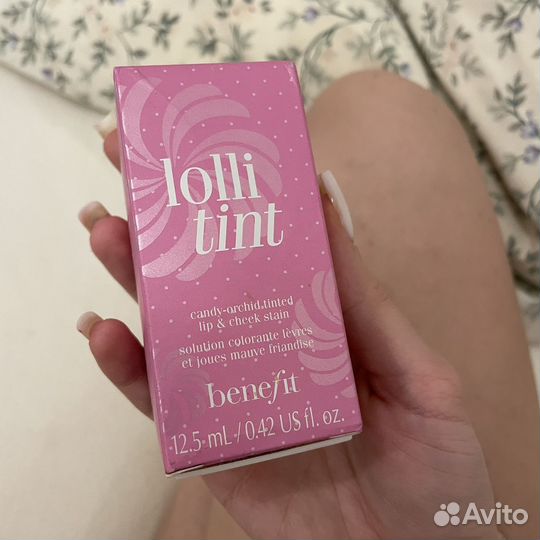 lolli
tint
candy-orchid tinted
lip & cheek stain
solution colorante lèvres
et joues mauve friandise
benefit
12.5 mL / 0.42 US fl. oz.
Avito